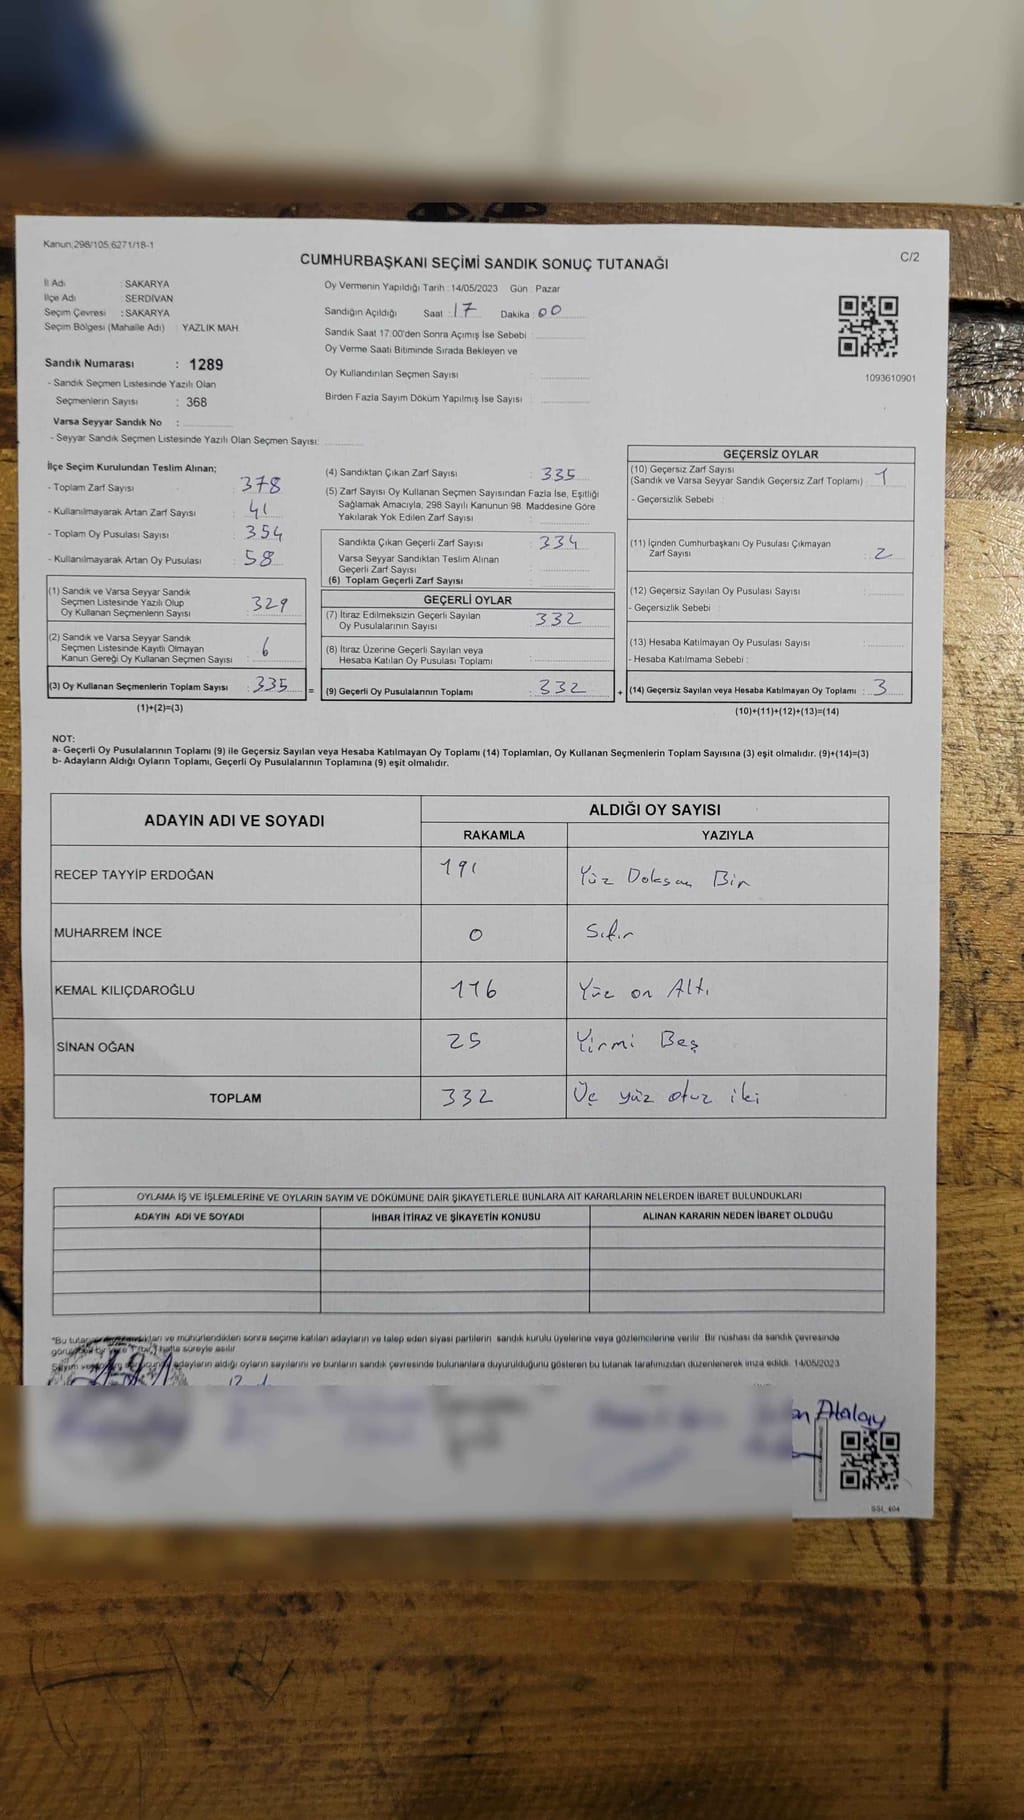 Kanun;298/105,6271/18-1
C/2
CUMHURBAŞKANI SEÇİMİ SANDIK SONUÇ TUTANAĞI
İl Adı : SAKARYA
İlçe Adı : SERDİVAN
Seçim Çevresi : SAKARYA
Seçim Bölgesi (Mahalle Adı) : YAZLIK MAH
Oy Vermenin Yapıldığı Tarih : 14/05/2023 Gün : Pazar
Sandığın Açıldığı Saat : 17 Dakika : 00
Sandık Saat 17:00'den Sonra Açımış İse Sebebi :
Oy Verme Saati Bitiminde Sırada Bekleyen ve
Oy Kullandırılan Seçmen Sayısı :
Birden Fazla Sayım Döküm Yapılmış İse Sayısı :
1093610901
Sandık Numarası : 1289
- Sandık Seçmen Listesinde Yazılı Olan
Seçmenlerin Sayısı : 368
Varsa Seyyar Sandık No :
- Seyyar Sandık Seçmen Listesinde Yazılı Olan Seçmen Sayısı:
İlçe Seçim Kurulundan Teslim Alınan;
- Toplam Zarf Sayısı : 378
- Kullanılmayarak Artan Zarf Sayısı : 41
- Toplam Oy Pusulası Sayısı : 354
- Kullanılmayarak Artan Oy Pusulası : 58
(1) Sandık ve Varsa Seyyar Sandık
Seçmen Listesinde Yazılı Olup
Oy Kullanan Seçmenlerin Sayısı : 329
(2) Sandık ve Varsa Seyyar Sandık
Seçmen Listesinde Kayıtlı Olmayan
Kanun Gereği Oy Kullanan Seçmen Sayısı : 6
(3) Oy Kullanan Seçmenlerin Toplam Sayısı : 335 =
(1)+(2)=(3)
(4) Sandıktan Çıkan Zarf Sayısı : 335
(5) Zarf Sayısı Oy Kullanan Seçmen Sayısından Fazla İse, Eşitliği
Sağlamak Amacıyla, 298 Sayılı Kanunun 98. Maddesine Göre
Yakılarak Yok Edilen Zarf Sayısı :
Sandıkta Çıkan Geçerli Zarf Sayısı : 334
Varsa Seyyar Sandıktan Teslim Alınan
Geçerli Zarf Sayısı :
(6) Toplam Geçerli Zarf Sayısı
GEÇERLİ OYLAR
(7) İtiraz Edilmeksizin Geçerli Sayılan
Oy Pusulalarının Sayısı : 332
(8) İtiraz Üzerine Geçerli Sayılan veya
Hesaba Katılan Oy Pusulası Toplamı :
(9) Geçerli Oy Pusulalarının Toplamı : 332 +
GEÇERSİZ OYLAR
(10) Geçersiz Zarf Sayısı
(Sandık ve Varsa Seyyar Sandık Geçersiz Zarf Toplamı) : 1
- Geçersizlik Sebebi :
(11) İçinden Cumhurbaşkanı Oy Pusulası Çıkmayan
Zarf Sayısı : 2
(12) Geçersiz Sayılan Oy Pusulası Sayısı :
- Geçersizlik Sebebi :
(13) Hesaba Katılmayan Oy Pusulası Sayısı :
- Hesaba Katılmama Sebebi :
(14) Geçersiz Sayılan veya Hesaba Katılmayan Oy Toplamı : 3
(10)+(11)+(12)+(13)=(14)
NOT:
a- Geçerli Oy Pusulalarının Toplamı (9) ile Geçersiz Sayılan veya Hesaba Katılmayan Oy Toplamı (14) Toplamları, Oy Kullanan Seçmenlerin Toplam Sayısına (3) eşit olmalıdır. (9)+(14)=(3)
b- Adayların Aldığı Oyların Toplamı, Geçerli Oy Pusulalarının Toplamına (9) eşit olmalıdır.
ADAYIN ADI VE SOYADI
ALDIĞI OY SAYISI
RAKAMLA YAZIYLA
RECEP TAYYİP ERDOĞAN 191 Yüz Doksan Bir
MUHARREM İNCE 0 Sıfır
KEMAL KILIÇDAROĞLU 116 Yüz on Altı
SİNAN OĞAN 25 Yirmi Beş
TOPLAM 332 Üç yüz otuz iki
OYLAMA İŞ VE İŞLEMLERİNE VE OYLARIN SAYIM VE DÖKÜMÜNE DAİR ŞİKAYETLERLE BUNLARA AİT KARARLARIN NELERDEN İBARET BULUNDUKLARI
ADAYIN ADI VE SOYADI İHBAR İTİRAZ VE ŞİKAYETİN KONUSU ALINAN KARARIN NEDEN İBARET OLDUĞU
ve mühürlendikten sonra seçime katılan adayların ve talep eden siyasi partilerin sandık kurulu üyelerine veya gözlemcilerine verilir. Bir nüshası da sandık çevresinde
hafta süreyle asılır
adayların aldığı oyların sayılarını ve bunların sandık çevresinde bulunanlara duyurulduğunu gösteren bu tutanak tarafımızdan düzenlenerek imza edildi. 14/05/2023
Atalay
SSI_404